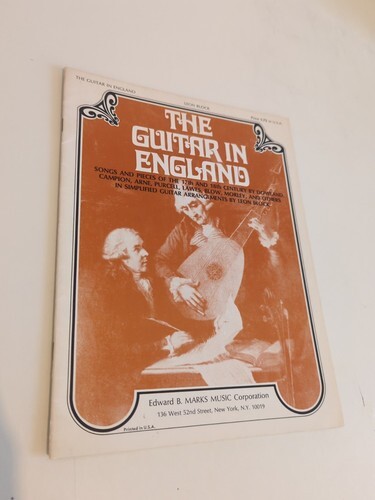 THE GUITAR IN ENGLAND
LEON BLOCK
THE
GUITAR IN
ENGLAND
SONGS AND PIECES OF THE 17th AND 18th CENTURY BY DOWLAND,
CAMPION, ARNE, PURCELL, LAWES, BLOW, MORLEY, AND OTHERS
IN SIMPLIFIED GUITAR ARRANGEMENTS BY LEON BLOCK
Edward B. MARKS MUSIC Corporation
136 West 52nd Street, New York, N.Y. 10019
Printed in U.S.A.